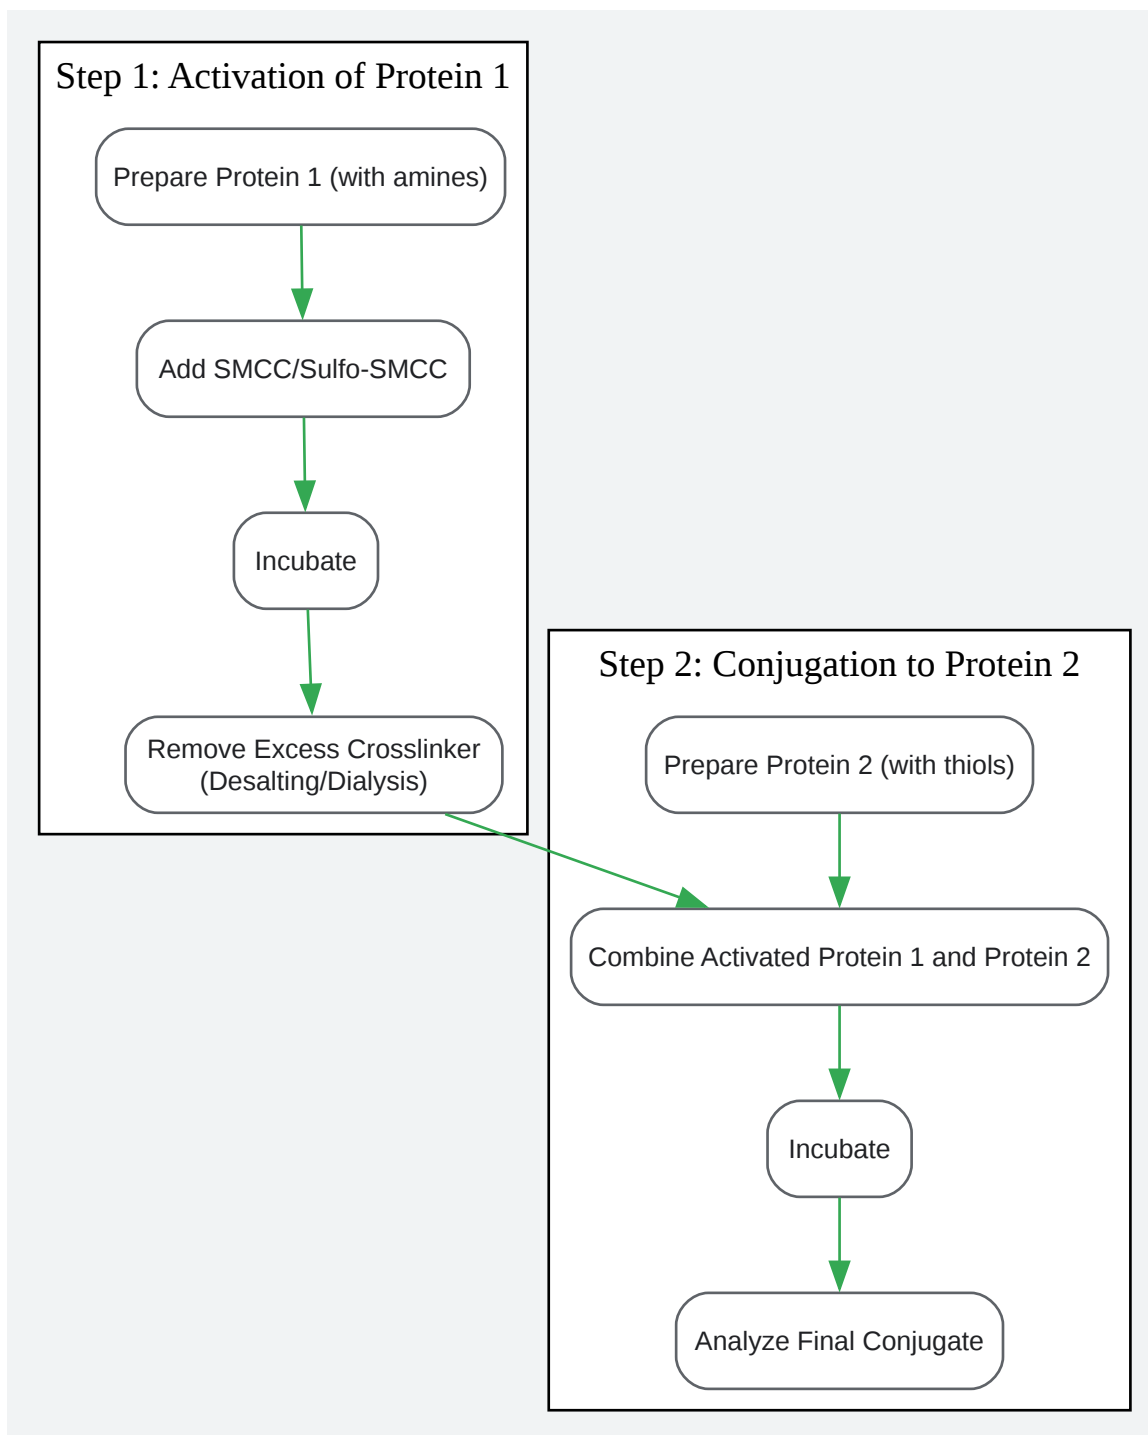 Step 1: Activation of Protein 1
Prepare Protein 1 (with amines)
Add SMCC/Sulfo-SMCC
Incubate
Remove Excess Crosslinker
(Desalting/Dialysis)
Step 2: Conjugation to Protein 2
Prepare Protein 2 (with thiols)
Combine Activated Protein 1 and Protein 2
Incubate
Analyze Final Conjugate